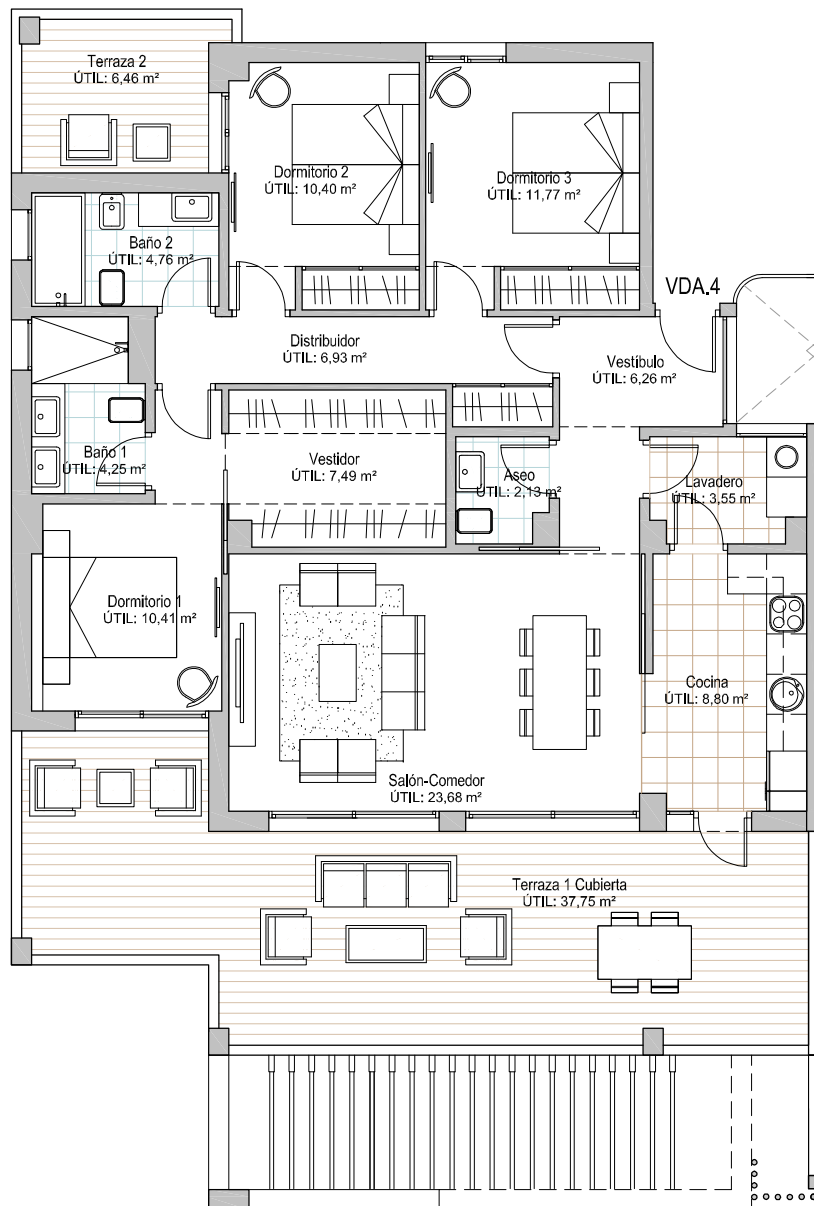 Terraza 2
ÚTIL: 6,46 m²
Dormitorio 2
ÚTIL: 10,40 m²
Dormitorio 3
ÚTIL: 11,77 m²
Baño 2
ÚTIL: 4,76 m²
VDA.4
Distribuidor
ÚTIL: 6,93 m²
Vestíbulo
ÚTIL: 6,26 m²
Baño 1
ÚTIL: 4,25 m²
Vestidor
ÚTIL: 7,49 m²
Aseo
ÚTIL: 2,13 m²
Lavadero
ÚTIL: 3,55 m²
Dormitorio 1
ÚTIL: 10,41 m²
Cocina
ÚTIL: 8,80 m²
Salón-Comedor
ÚTIL: 23,68 m²
Terraza 1 Cubierta
ÚTIL: 37,75 m²